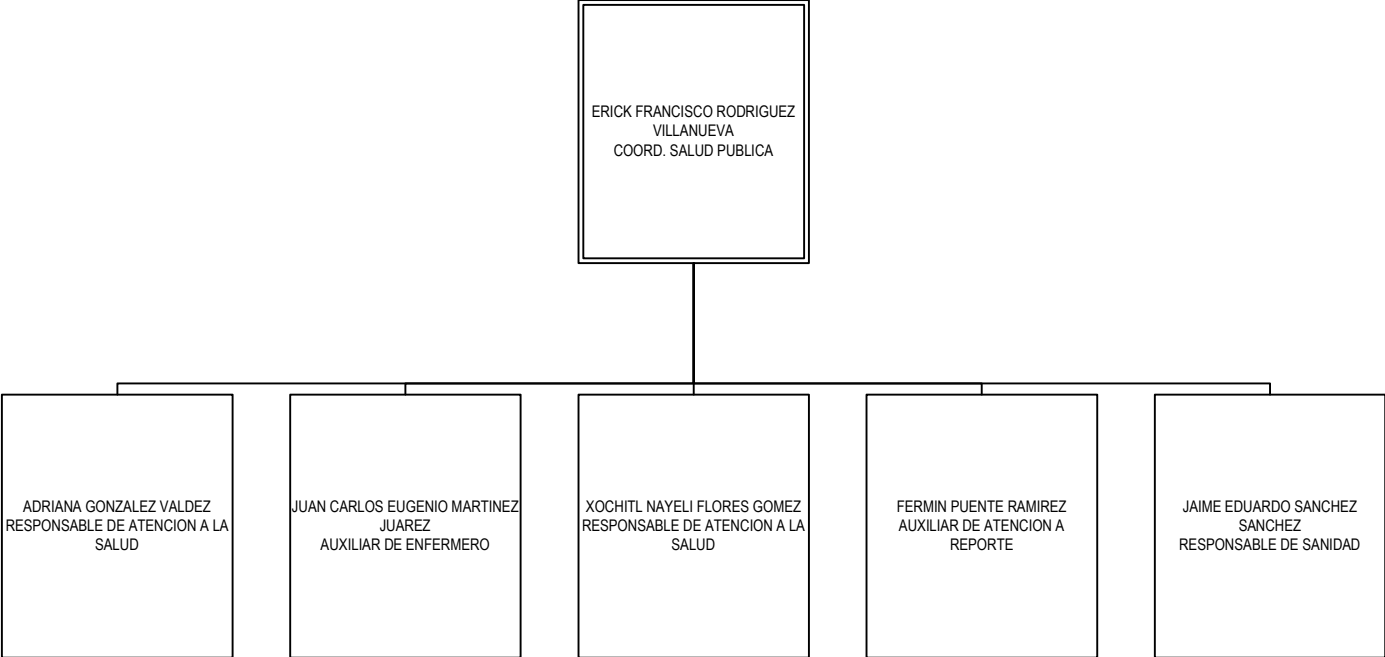 ERICK FRANCISCO RODRIGUEZ
VILLANUEVA
COORD. SALUD PUBLICA
ADRIANA GONZALEZ VALDEZ
RESPONSABLE DE ATENCION A LA
SALUD
JUAN CARLOS EUGENIO MARTINEZ
JUAREZ
AUXILIAR DE ENFERMERO
XOCHITL NAYELI FLORES GOMEZ
RESPONSABLE DE ATENCION A LA
SALUD
FERMIN PUENTE RAMIREZ
AUXILIAR DE ATENCION A
REPORTE
JAIME EDUARDO SANCHEZ
SANCHEZ
RESPONSABLE DE SANIDAD